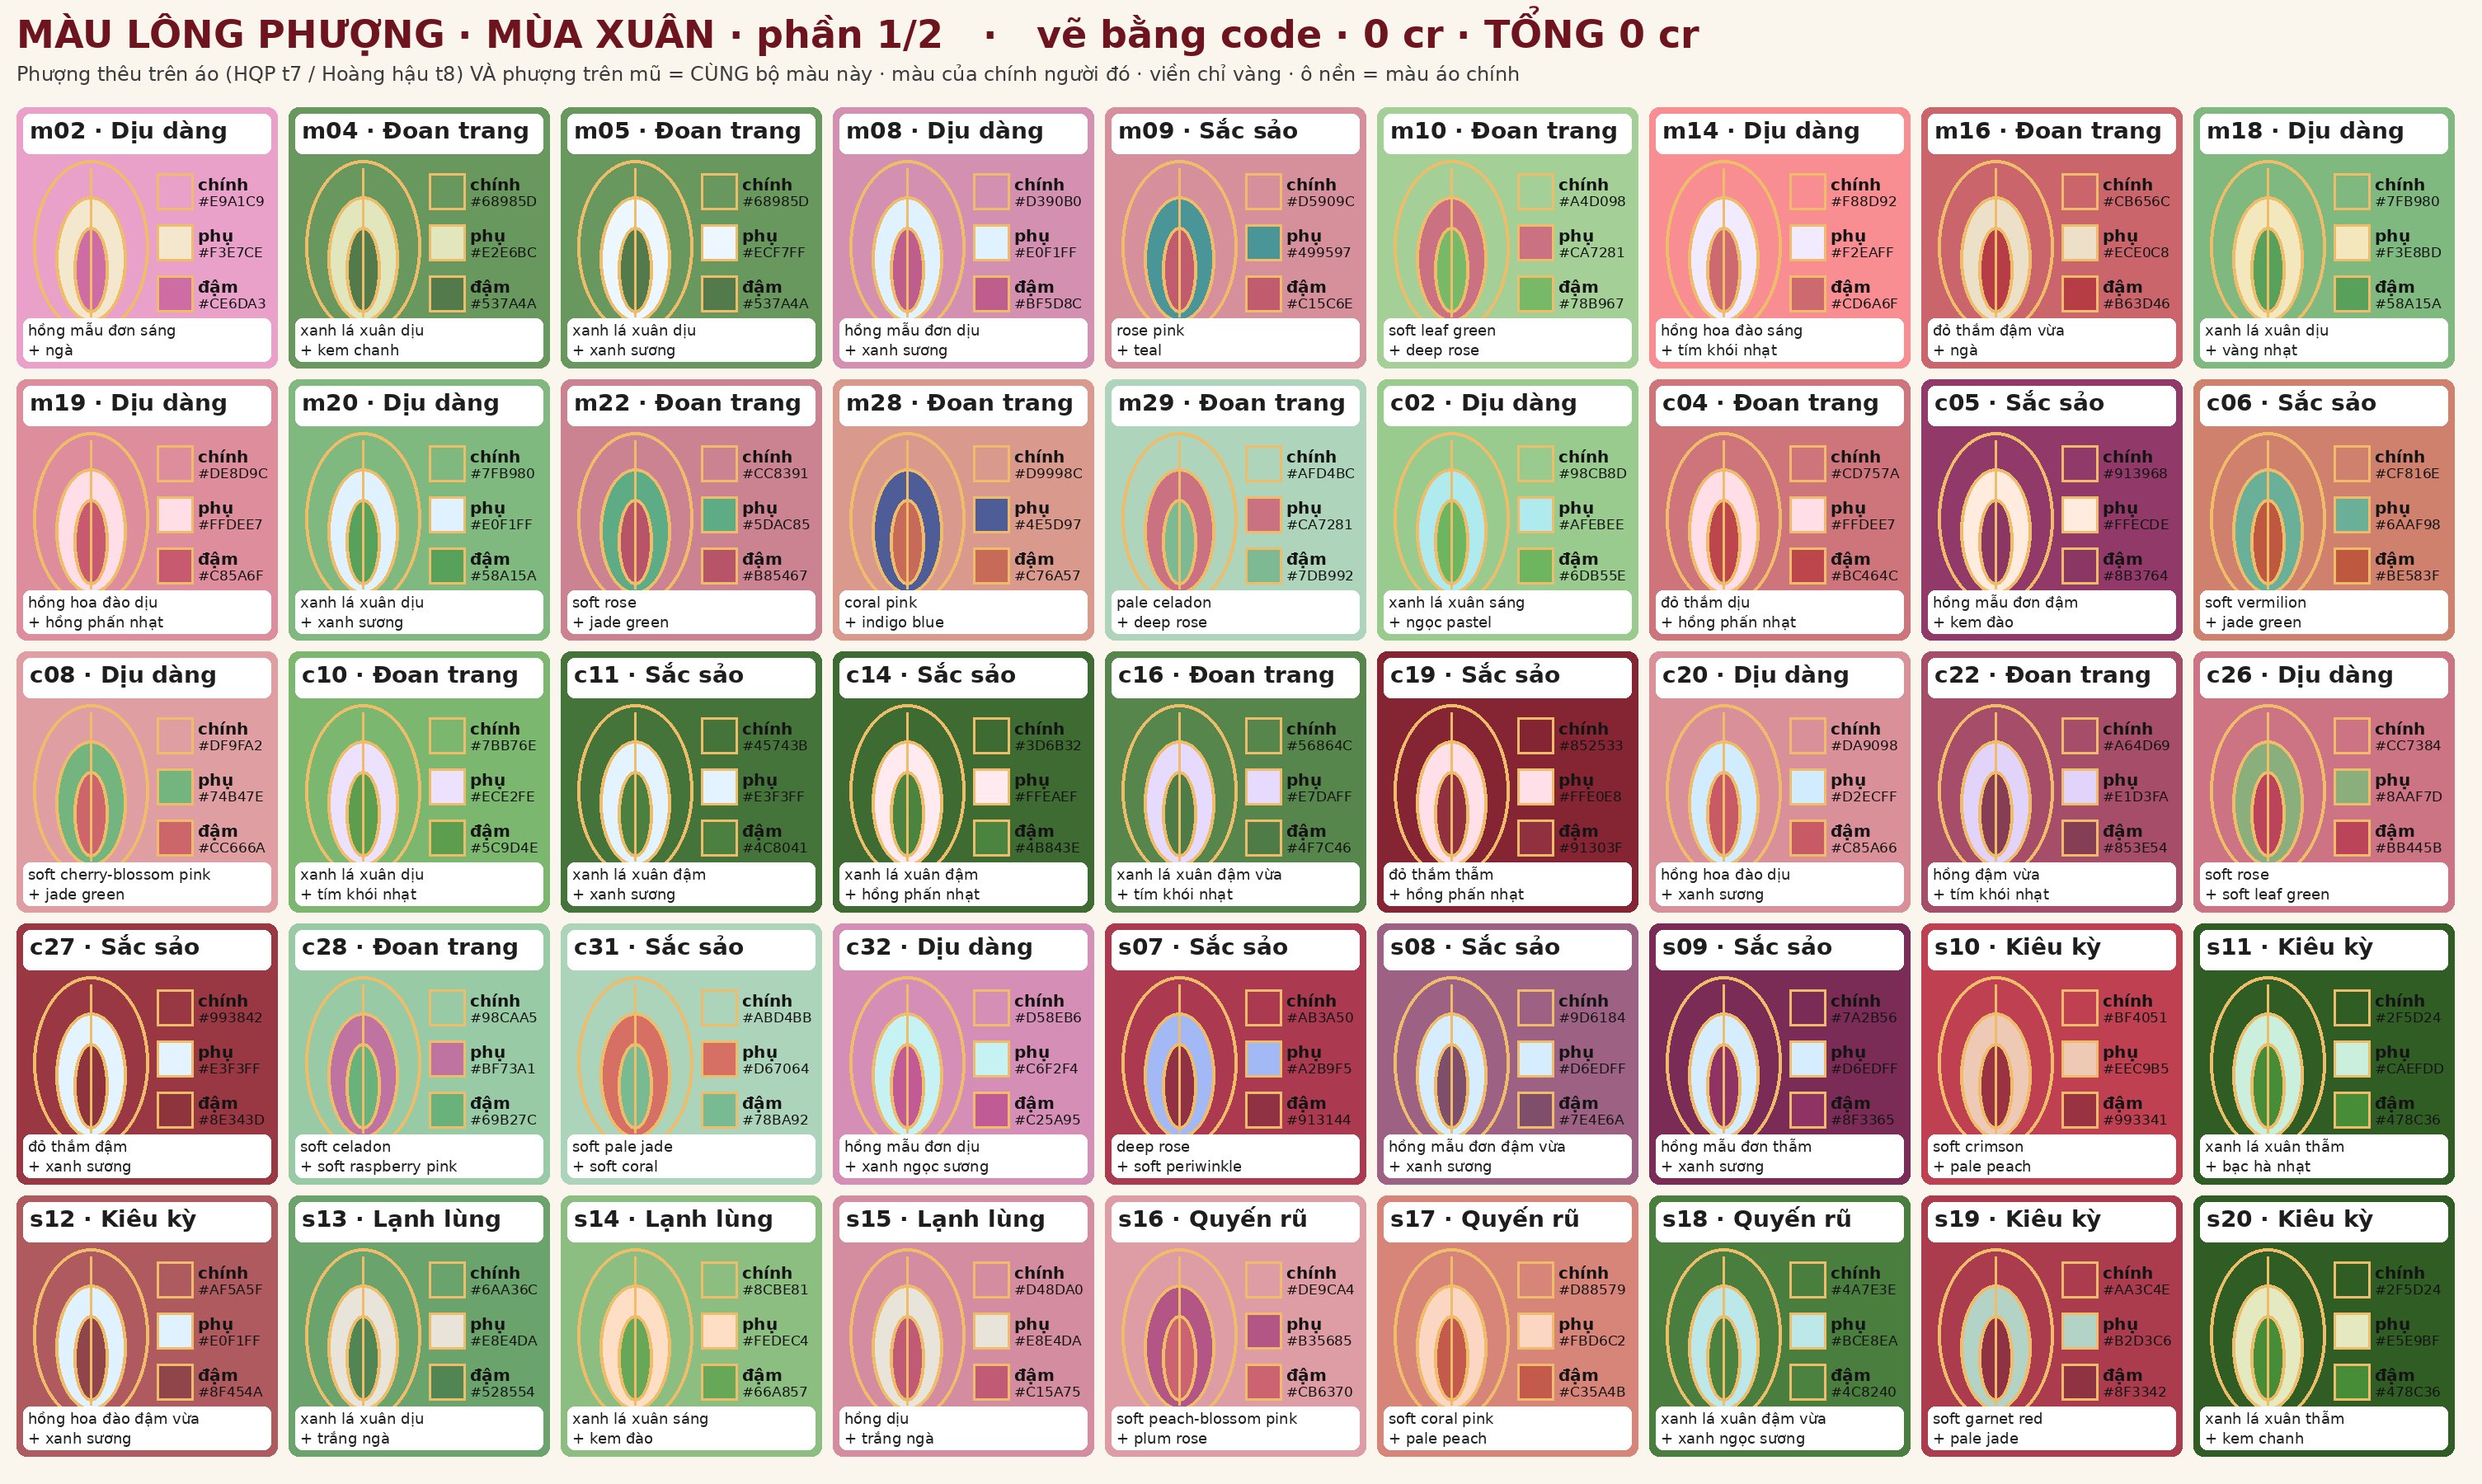 MÀU LÔNG PHƯỢNG · MÙA XUÂN · phần 1/2 · vẽ bằng code · 0 cr · TỔNG 0 cr
Phượng thêu trên áo (HQP t7 / Hoàng hậu t8) VÀ phượng trên mũ = CÙNG bộ màu này · màu của chính người đó · viền chỉ vàng · ô nền = màu áo chính
m02 · Dịu dàng
chính
#E9A1C9
phụ
#F3E7CE
đậm
#CE6DA3
hồng mẫu đơn sáng
+ ngà
m04 · Đoan trang
chính
#68985D
phụ
#E2E6BC
đậm
#537A4A
xanh lá xuân dịu
+ kem chanh
m05 · Đoan trang
chính
#68985D
phụ
#ECF7FF
đậm
#537A4A
xanh lá xuân dịu
+ xanh sương
m08 · Dịu dàng
chính
#D390B0
phụ
#E0F1FF
đậm
#BF5D8C
hồng mẫu đơn dịu
+ xanh sương
m09 · Sắc sảo
chính
#D5909C
phụ
#499597
đậm
#C15C6E
rose pink
+ teal
m10 · Đoan trang
chính
#A4D098
phụ
#CA7281
đậm
#78B967
soft leaf green
+ deep rose
m14 · Dịu dàng
chính
#F88D92
phụ
#F2EAFF
đậm
#CD6A6F
hồng hoa đào sáng
+ tím khói nhạt
m16 · Đoan trang
chính
#CB656C
phụ
#ECE0C8
đậm
#B63D46
đỏ thắm đậm vừa
+ ngà
m18 · Dịu dàng
chính
#7FB980
phụ
#F3E8BD
đậm
#58A15A
xanh lá xuân dịu
+ vàng nhạt
m19 · Dịu dàng
chính
#DE8D9C
phụ
#FFDEE7
đậm
#C85A6F
hồng hoa đào dịu
+ hồng phấn nhạt
m20 · Dịu dàng
chính
#7FB980
phụ
#E0F1FF
đậm
#58A15A
xanh lá xuân dịu
+ xanh sương
m22 · Đoan trang
chính
#CC8391
phụ
#5DAC85
đậm
#B85467
soft rose
+ jade green
m28 · Đoan trang
chính
#D9998C
phụ
#4E5D97
đậm
#C76A57
coral pink
+ indigo blue
m29 · Đoan trang
chính
#AFD4BC
phụ
#CA7281
đậm
#7DB992
pale celadon
+ deep rose
c02 · Dịu dàng
chính
#98CB8D
phụ
#AFEBEE
đậm
#6DB55E
xanh lá xuân sáng
+ ngọc pastel
c04 · Đoan trang
chính
#CD757A
phụ
#FFDEE7
đậm
#BC464C
đỏ thắm dịu
+ hồng phấn nhạt
c05 · Sắc sảo
chính
#913968
phụ
#FFECDE
đậm
#8B3764
hồng mẫu đơn đậm
+ kem đào
c06 · Sắc sảo
chính
#CF816E
phụ
#6AAF98
đậm
#BE583F
soft vermilion
+ jade green
c08 · Dịu dàng
chính
#DF9FA2
phụ
#74B47E
đậm
#CC666A
soft cherry-blossom pink
+ jade green
c10 · Đoan trang
chính
#7BB76E
phụ
#ECE2FE
đậm
#5C9D4E
xanh lá xuân dịu
+ tím khói nhạt
c11 · Sắc sảo
chính
#45743B
phụ
#E3F3FF
đậm
#4C8041
xanh lá xuân đậm
+ xanh sương
c14 · Sắc sảo
chính
#3D6B32
phụ
#FFEAEF
đậm
#4B843E
xanh lá xuân đậm
+ hồng phấn nhạt
c16 · Đoan trang
chính
#56864C
phụ
#E7DAFF
đậm
#4F7C46
xanh lá xuân đậm vừa
+ tím khói nhạt
c19 · Sắc sảo
chính
#852533
phụ
#FFE0E8
đậm
#91303F
đỏ thắm thẫm
+ hồng phấn nhạt
c20 · Dịu dàng
chính
#DA9098
phụ
#D2ECFF
đậm
#C85A66
hồng hoa đào dịu
+ xanh sương
c22 · Đoan trang
chính
#A64D69
phụ
#E1D3FA
đậm
#853E54
hồng đậm vừa
+ tím khói nhạt
c26 · Dịu dàng
chính
#CC7384
phụ
#8AAF7D
đậm
#BB445B
soft rose
+ soft leaf green
c27 · Sắc sảo
chính
#993842
phụ
#E3F3FF
đậm
#8E343D
đỏ thắm đậm
+ xanh sương
c28 · Đoan trang
chính
#98CAA5
phụ
#BF73A1
đậm
#69B27C
soft celadon
+ soft raspberry pink
c31 · Sắc sảo
chính
#ABD4BB
phụ
#D67064
đậm
#78BA92
soft pale jade
+ soft coral
c32 · Dịu dàng
chính
#D58EB6
phụ
#C6F2F4
đậm
#C25A95
hồng mẫu đơn dịu
+ xanh ngọc sương
s07 · Sắc sảo
chính
#AB3A50
phụ
#A2B9F5
đậm
#913144
deep rose
+ soft periwinkle
s08 · Sắc sảo
chính
#9D6184
phụ
#D6EDFF
đậm
#7E4E6A
hồng mẫu đơn đậm vừa
+ xanh sương
s09 · Sắc sảo
chính
#7A2B56
phụ
#D6EDFF
đậm
#8F3365
hồng mẫu đơn thẫm
+ xanh sương
s10 · Kiêu kỳ
chính
#BF4051
phụ
#EEC9B5
đậm
#993341
soft crimson
+ pale peach
s11 · Kiêu kỳ
chính
#2F5D24
phụ
#CAEFDD
đậm
#478C36
xanh lá xuân thẫm
+ bạc hà nhạt
s12 · Kiêu kỳ
chính
#AF5A5F
phụ
#E0F1FF
đậm
#8F454A
hồng hoa đào đậm vừa
+ xanh sương
s13 · Lạnh lùng
chính
#6AA36C
phụ
#E8E4DA
đậm
#528554
xanh lá xuân dịu
+ trắng ngà
s14 · Lạnh lùng
chính
#8CBE81
phụ
#FEDEC4
đậm
#66A857
xanh lá xuân sáng
+ kem đào
s15 · Lạnh lùng
chính
#D48DA0
phụ
#E8E4DA
đậm
#C15A75
hồng dịu
+ trắng ngà
s16 · Quyến rũ
chính
#DE9CA4
phụ
#B35685
đậm
#CB6370
soft peach-blossom pink
+ plum rose
s17 · Quyến rũ
chính
#D88579
phụ
#FBD6C2
đậm
#C35A4B
soft coral pink
+ pale peach
s18 · Quyến rũ
chính
#4A7E3E
phụ
#BCE8EA
đậm
#4C8240
xanh lá xuân đậm vừa
+ xanh ngọc sương
s19 · Kiêu kỳ
chính
#AA3C4E
phụ
#B2D3C6
đậm
#8F3342
soft garnet red
+ pale jade
s20 · Kiêu kỳ
chính
#2F5D24
phụ
#E5E9BF
đậm
#478C36
xanh lá xuân thẫm
+ kem chanh